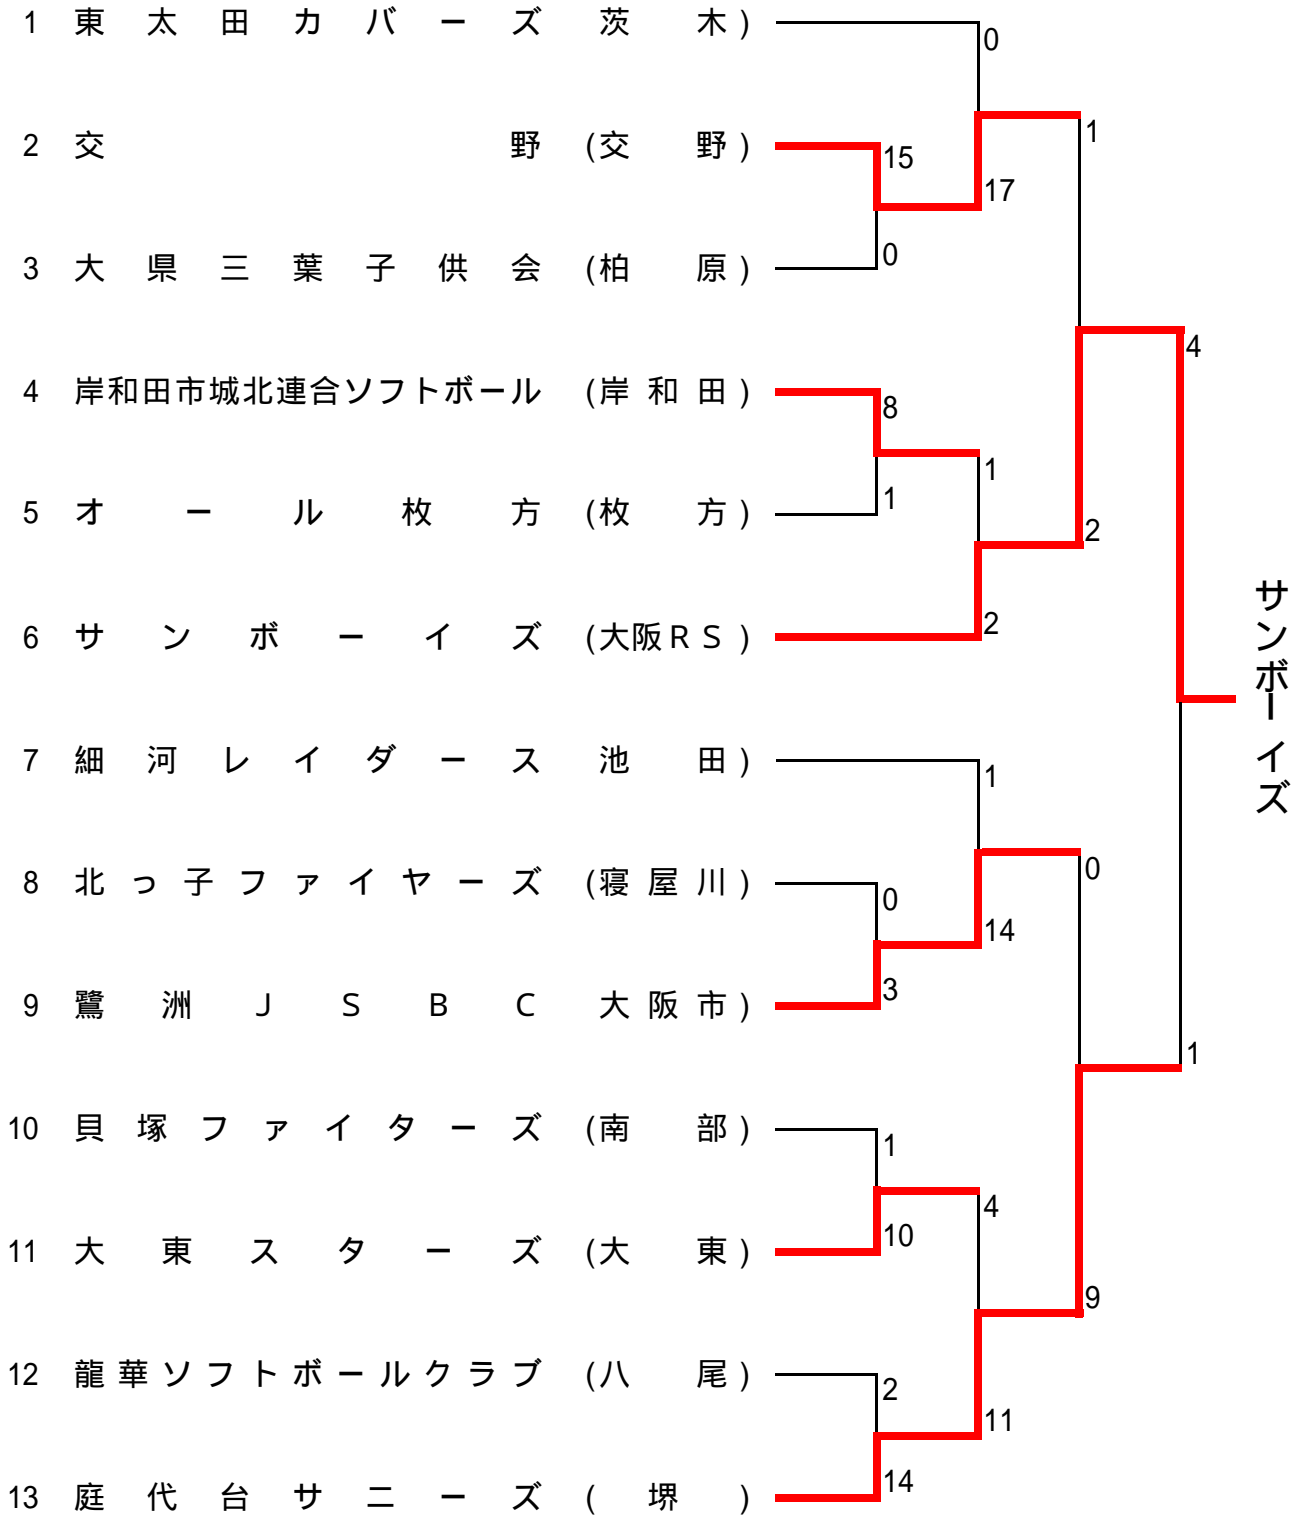 1 東太田カバーズ 茨木)
0
1
2 交野 (交野)
15
17
3 大県三葉子供会 (柏原)
0
4
4 岸和田市城北連合ソフトボール (岸和田)
8
1
5 オール枚方 (枚方)
1
2
6 サンボーイズ (大阪RS)
2
サンボーイズ
7 細河レイダース 池田)
1
0
8 北っ子ファイヤーズ (寝屋川)
0
14
9 鷺洲JSBC 大阪市)
3
1
10 貝塚ファイターズ (南部)
1
4
11 大東スターズ (大東)
10
9
12 龍華ソフトボールクラブ (八尾)
2
11
13 庭代台サニーズ (堺)
14